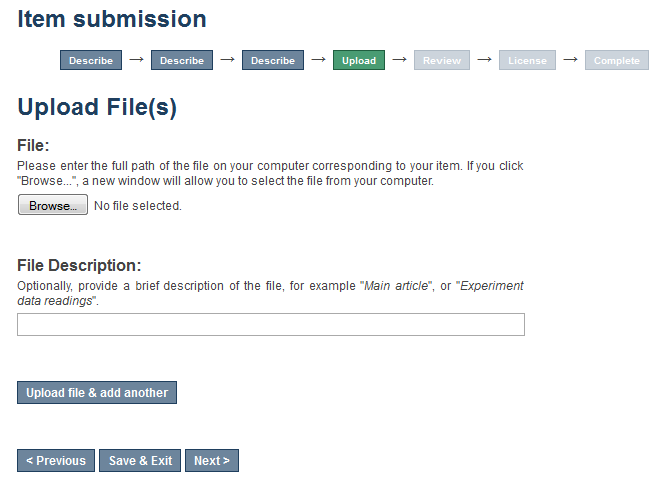 Item submission
Describe → Describe → Describe → Upload → Review → License → Complete
Upload File(s)
File:
Please enter the full path of the file on your computer corresponding to your item. If you click
"Browse...", a new window will allow you to select the file from your computer.
Browse... No file selected.
File Description:
Optionally, provide a brief description of the file, for example "Main article", or "Experiment
data readings".
Upload file & add another
< Previous Save & Exit Next >